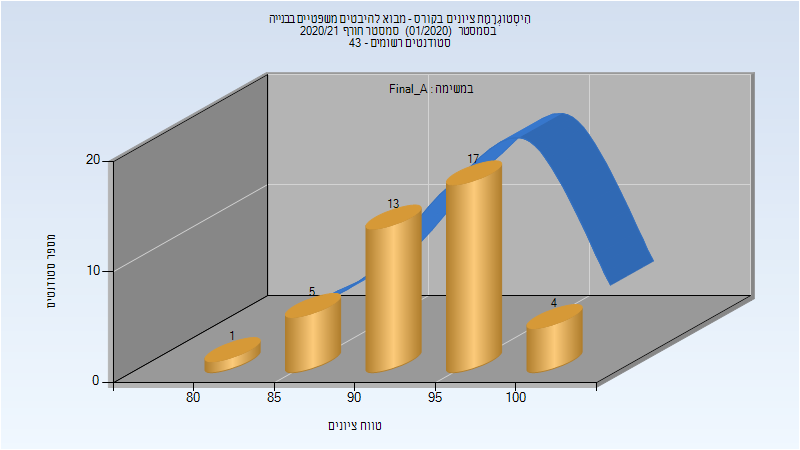 היסטוגרמת ציונים בקורס - מבוא להיבטים משפטיים בבנייה
בסמסטר (01/2020) סמסטר חורף 2020/21
סטודנטים רשומים - 43
במשימה : Final_A
20
10
0
מספר סטודנטים
1
5
13
17
4
80
85
90
95
100
טווח ציונים